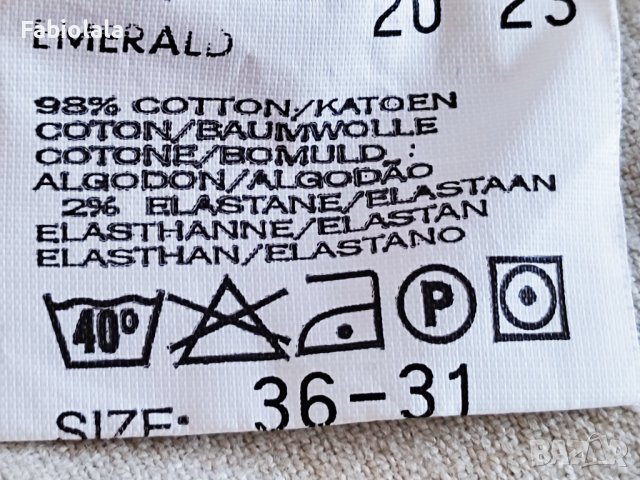 Fabiolala
20 23
EMERALD
98% COTTON/KATOEN
COTON/BAUMWOLLE
COTONE/BOMULD :
ALGODON/ALGODÃO
2% ELASTANE/ELASTAAN
ELASTHANNE/ELASTAN
ELASTHAN/ELASTANO
40° P
SIZE: 36-31
BAZAR